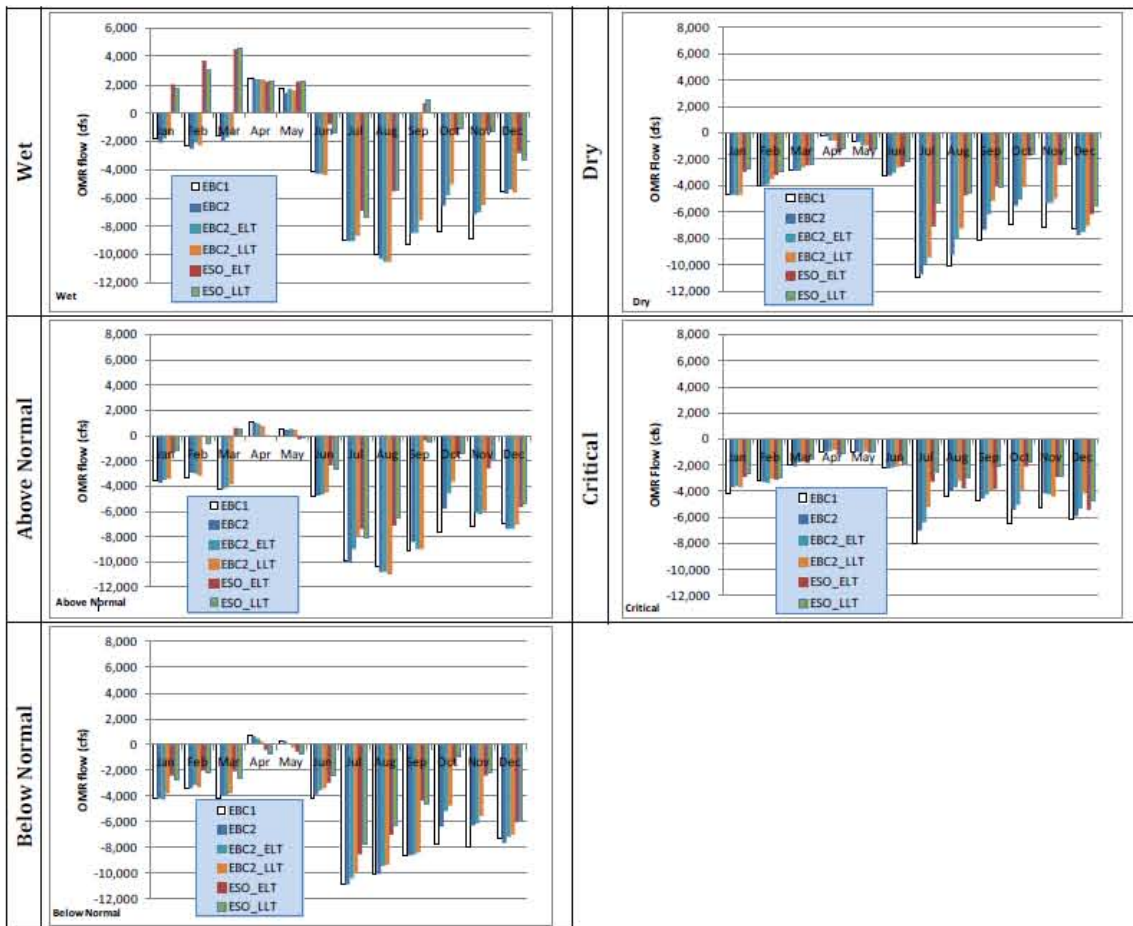 Wet
8,000
6,000
4,000
2,000
0
-2,000
-4,000
-6,000
-8,000
-10,000
-12,000
OMR flow (cfs)
Jan Feb Mar Apr May Jun Jul Aug Sep Oct Nov Dec
EBC1
EBC2
EBC2_ELT
EBC2_LLT
ESO_ELT
ESO_LLT
Wet
Dry
8,000
6,000
4,000
2,000
0
-2,000
-4,000
-6,000
-8,000
-10,000
-12,000
OMR Flow (cfs)
Jan Feb Mar Apr May Jun Jul Aug Sep Oct Nov Dec
EBC1
EBC2
EBC2_ELT
EBC2_LLT
ESO_ELT
ESO_LLT
Dry
Above Normal
8,000
6,000
4,000
2,000
0
-2,000
-4,000
-6,000
-8,000
-10,000
-12,000
OMR flow (cfs)
Jan Feb Mar Apr May Jun Jul Aug Sep Oct Nov Dec
EBC1
EBC2
EBC2_ELT
EBC2_LLT
ESO_ELT
ESO_LLT
Above Normal
Critical
8,000
6,000
4,000
2,000
0
-2,000
-4,000
-6,000
-8,000
-10,000
-12,000
OMR Flow (cfs)
Jan Feb Mar Apr May Jun Jul Aug Sep Oct Nov Dec
EBC1
EBC2
EBC2_ELT
EBC2_LLT
ESO_ELT
ESO_LLT
Critical
Below Normal
8,000
6,000
4,000
2,000
0
-2,000
-4,000
-6,000
-8,000
-10,000
-12,000
OMR flow (cfs)
Jan Feb Mar Apr May Jun Jul Aug Sep Oct Nov Dec
EBC1
EBC2
EBC2_ELT
EBC2_LLT
ESO_ELT
ESO_LLT
Below Normal